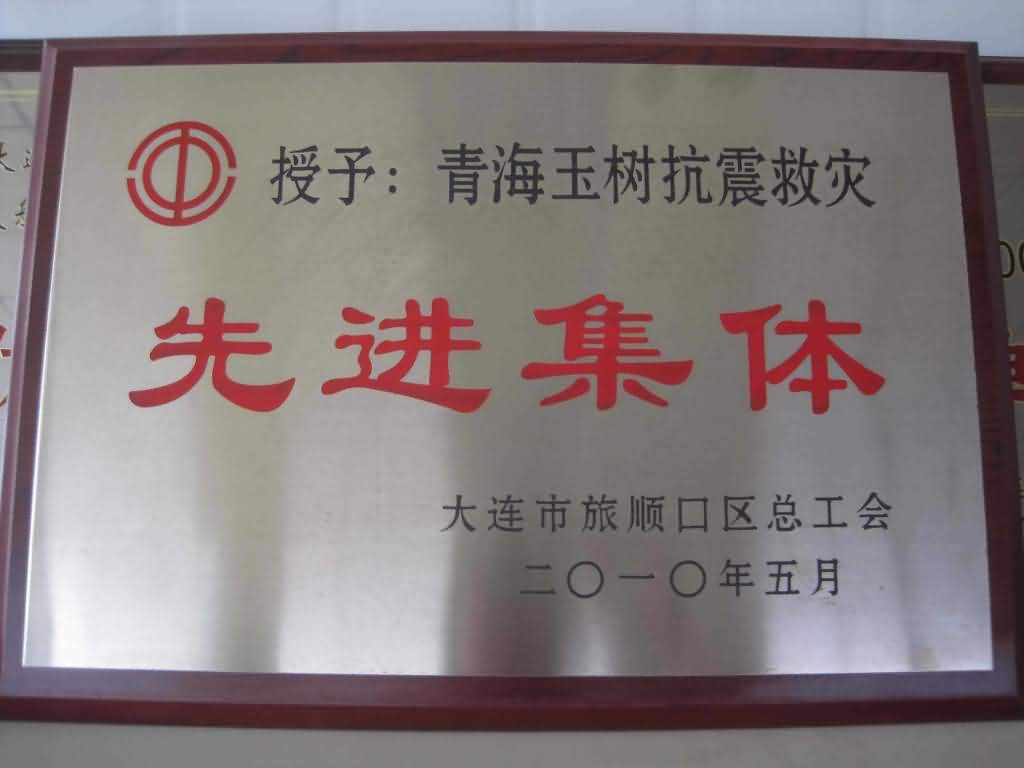 授予：青海玉树抗震救灾
先进集体
大连市旅顺口区总工会
二〇一〇年五月